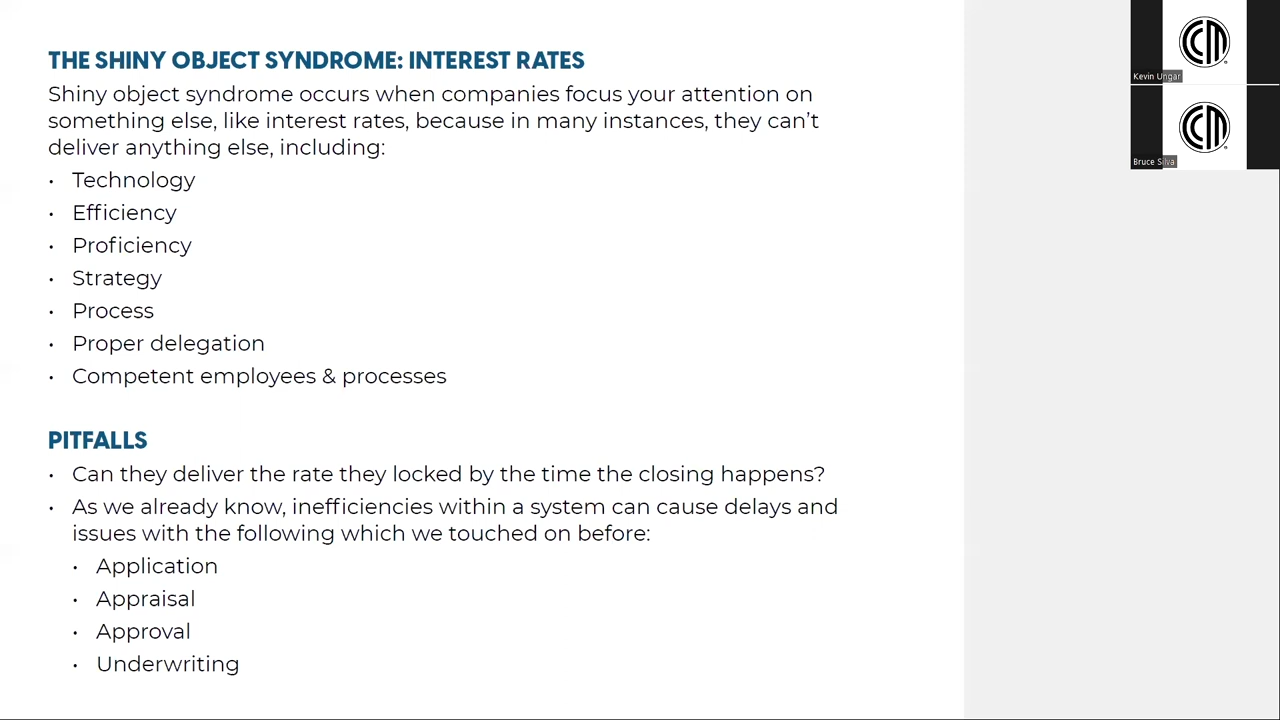 THE SHINY OBJECT SYNDROME: INTEREST RATES
Shiny object syndrome occurs when companies focus your attention on
something else, like interest rates, because in many instances, they can’t
deliver anything else, including:
• Technology
• Efficiency
• Proficiency
• Strategy
• Process
• Proper delegation
• Competent employees & processes
PITFALLS
• Can they deliver the rate they locked by the time the closing happens?
• As we already know, inefficiencies within a system can cause delays and
issues with the following which we touched on before:
• Application
• Appraisal
• Approval
• Underwriting
CM
Kevin Ungar
CM
Bruce Silva